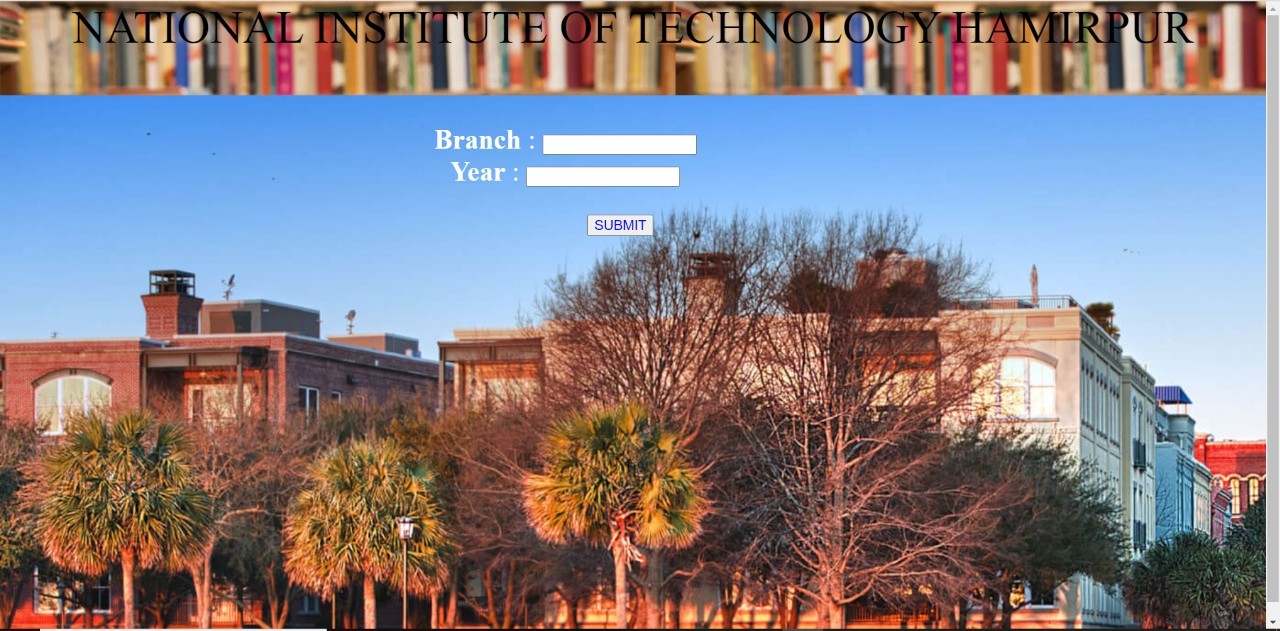 NATIONAL INSTITUTE OF TECHNOLOGY HAMIRPUR
Branch :
Year :
SUBMIT